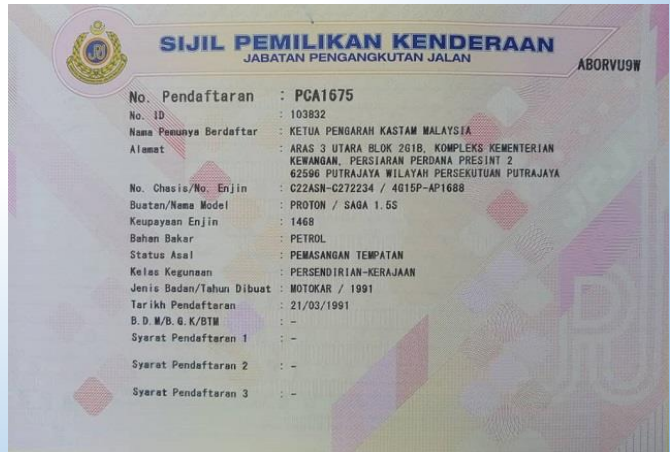 SIJIL PEMILIKAN KENDERAAN
JABATAN PENGANGKUTAN JALAN
ABORVU9W
No. Pendaftaran : PCA1675
No. ID : 103832
Nama Pemunya Berdaftar : KETUA PENGARAH KASTAM MALAYSIA
Alamat : ARAS 3 UTARA BLOK 2G1B, KOMPLEKS KEMENTERIAN
KEWANGAN, PERSIARAN PERDANA PRESINT 2
62596 PUTRAJAYA WILAYAH PERSEKUTUAN PUTRAJAYA
No. Chasis/No. Enjin : C22ASN-C272234 / 4G15P-AP1688
Buatan/Nama Model : PROTON / SAGA 1.5S
Keupayaan Enjin : 1468
Bahan Bakar : PETROL
Status Asal : PEMASANGAN TEMPATAN
Kelas Kegunaan : PERSENDIRIAN-KERAJAAN
Jenis Badan/Tahun Dibuat : MOTOKAR / 1991
Tarikh Pendaftaran : 21/03/1991
B.D.M/B.G.K/BTM : -
Syarat Pendaftaran 1 : -
Syarat Pendaftaran 2 : -
Syarat Pendaftaran 3 : -